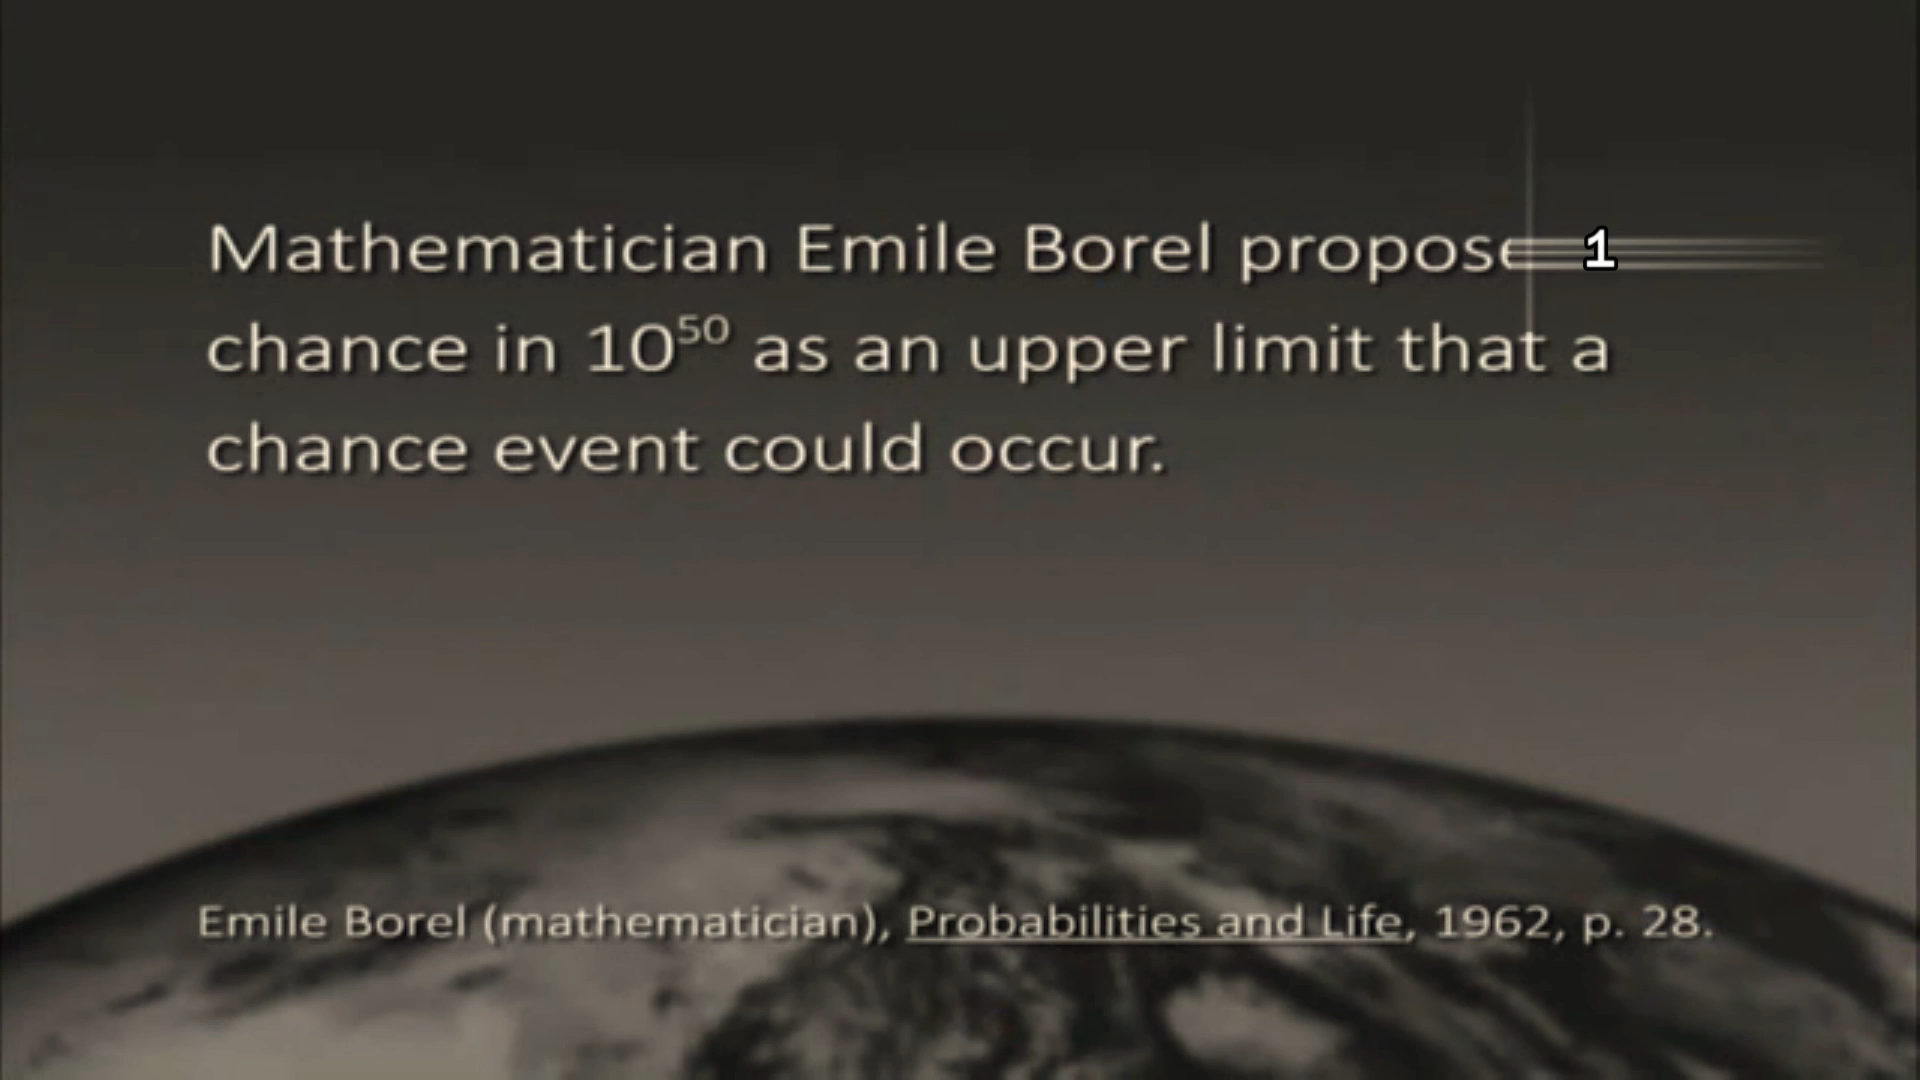 Mathematician Emile Borel propose 1
chance in 10⁵⁰ as an upper limit that a
chance event could occur.
Emile Borel (mathematician), Probabilities and Life, 1962, p. 28.